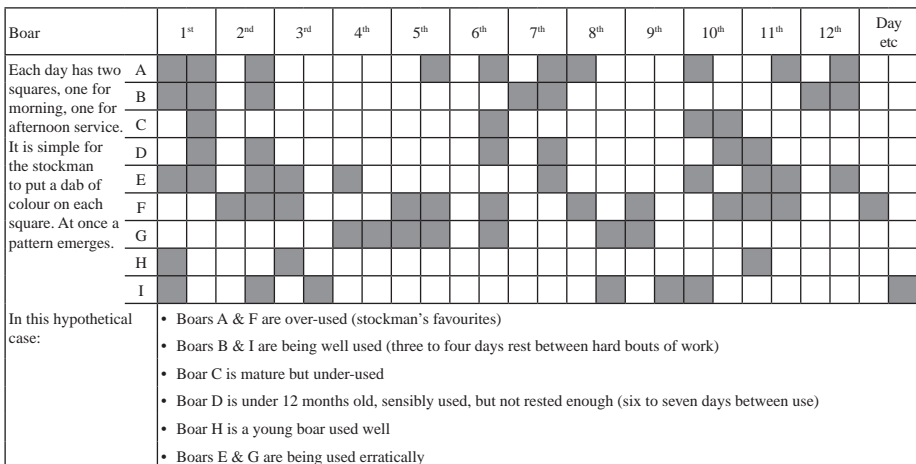 Boar 1st 2nd 3rd 4th 5th 6th 7th 8th 9th 10th 11th 12th Day etc
Each day has two
squares, one for
morning, one for
afternoon service.
It is simple for
the stockman
to put a dab of
colour on each
square. At once a
pattern emerges.
A
B
C
D
E
F
G
H
I
In this hypothetical
case:
• Boars A & F are over-used (stockman's favourites)
• Boars B & I are being well used (three to four days rest between hard bouts of work)
• Boar C is mature but under-used
• Boar D is under 12 months old, sensibly used, but not rested enough (six to seven days between use)
• Boar H is a young boar used well
• Boars E & G are being used erratically